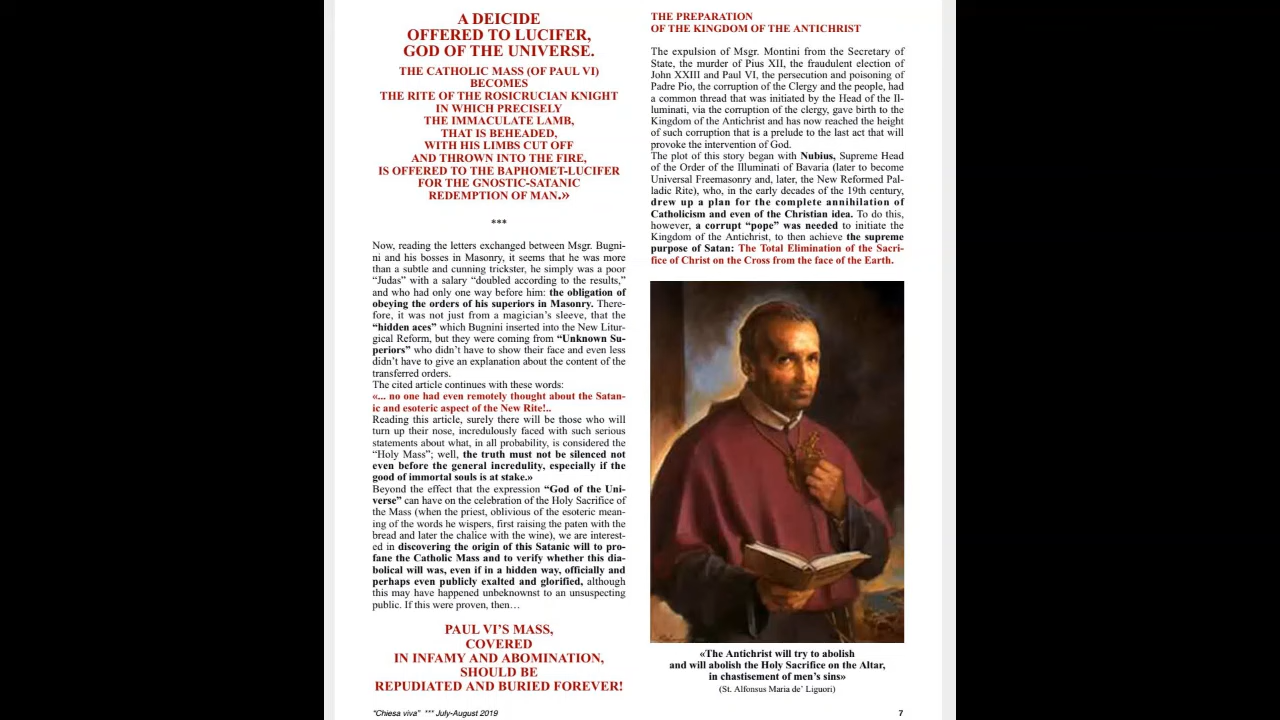 A DEICIDE
OFFERED TO LUCIFER,
GOD OF THE UNIVERSE.
THE CATHOLIC MASS (OF PAUL VI)
BECOMES
THE RITE OF THE ROSICRUCIAN KNIGHT
IN WHICH PRECISELY
THE IMMACULATE LAMB,
THAT IS BEHEADED,
WITH HIS LIMBS CUT OFF
AND THROWN INTO THE FIRE,
IS OFFERED TO THE BAPHOMET-LUCIFER
FOR THE GNOSTIC-SATANIC
REDEMPTION OF MAN.»
***
Now, reading the letters exchanged between Msgr. Bugni-
ni and his bosses in Masonry, it seems that he was more
than a subtle and cunning trickster, he simply was a poor
“Judas” with a salary “doubled according to the results,”
and who had only one way before him: the obligation of
obeying the orders of his superiors in Masonry. There-
fore, it was not just from a magician’s sleeve, that the
“hidden aces” which Bugnini inserted into the New Litur-
gical Reform, but they were coming from “Unknown Su-
periors” who didn’t have to show their face and even less
didn’t have to give an explanation about the content of the
transferred orders.
The cited article continues with these words:
«... no one had even remotely thought about the Satan-
ic and esoteric aspect of the New Rite!..
Reading this article, surely there will be those who will
turn up their nose, incredulously faced with such serious
statements about what, in all probability, is considered the
“Holy Mass”; well, the truth must not be silenced not
even before the general incredulity, especially if the
good of immortal souls is at stake.»
Beyond the effect that the expression “God of the Uni-
verse” can have on the celebration of the Holy Sacrifice of
the Mass (when the priest, oblivious of the esoteric mean-
ing of the words he wispers, first raising the paten with the
bread and later the chalice with the wine), we are interest-
ed in discovering the origin of this Satanic will to pro-
fane the Catholic Mass and to verify whether this dia-
bolical will was, even if in a hidden way, officially and
perhaps even publicly exalted and glorified, although
this may have happened unbeknownst to an unsuspecting
public. If this were proven, then…
PAUL VI’S MASS,
COVERED
IN INFAMY AND ABOMINATION,
SHOULD BE
REPUDIATED AND BURIED FOREVER!
THE PREPARATION
OF THE KINGDOM OF THE ANTICHRIST
The expulsion of Msgr. Montini from the Secretary of
State, the murder of Pius XII, the fraudulent election of
John XXIII and Paul VI, the persecution and poisoning of
Padre Pio, the corruption of the Clergy and the people, had
a common thread that was initiated by the Head of the Il-
luminati, via the corruption of the clergy, gave birth to the
Kingdom of the Antichrist and has now reached the height
of such corruption that is a prelude to the last act that will
provoke the intervention of God.
The plot of this story began with Nubius, Supreme Head
of the Order of the Illuminati of Bavaria (later to become
Universal Freemasonry and, later, the New Reformed Pal-
ladic Rite), who, in the early decades of the 19th century,
drew up a plan for the complete annihilation of
Catholicism and even of the Christian idea. To do this,
however, a corrupt “pope” was needed to initiate the
Kingdom of the Antichrist, to then achieve the supreme
purpose of Satan: The Total Elimination of the Sacri-
fice of Christ on the Cross from the face of the Earth.
«The Antichrist will try to abolish
and will abolish the Holy Sacrifice on the Altar,
in chastisement of men’s sins»
(St. Alfonsus Maria de’ Liguori)
“Chiesa viva” *** July-August 2019
7